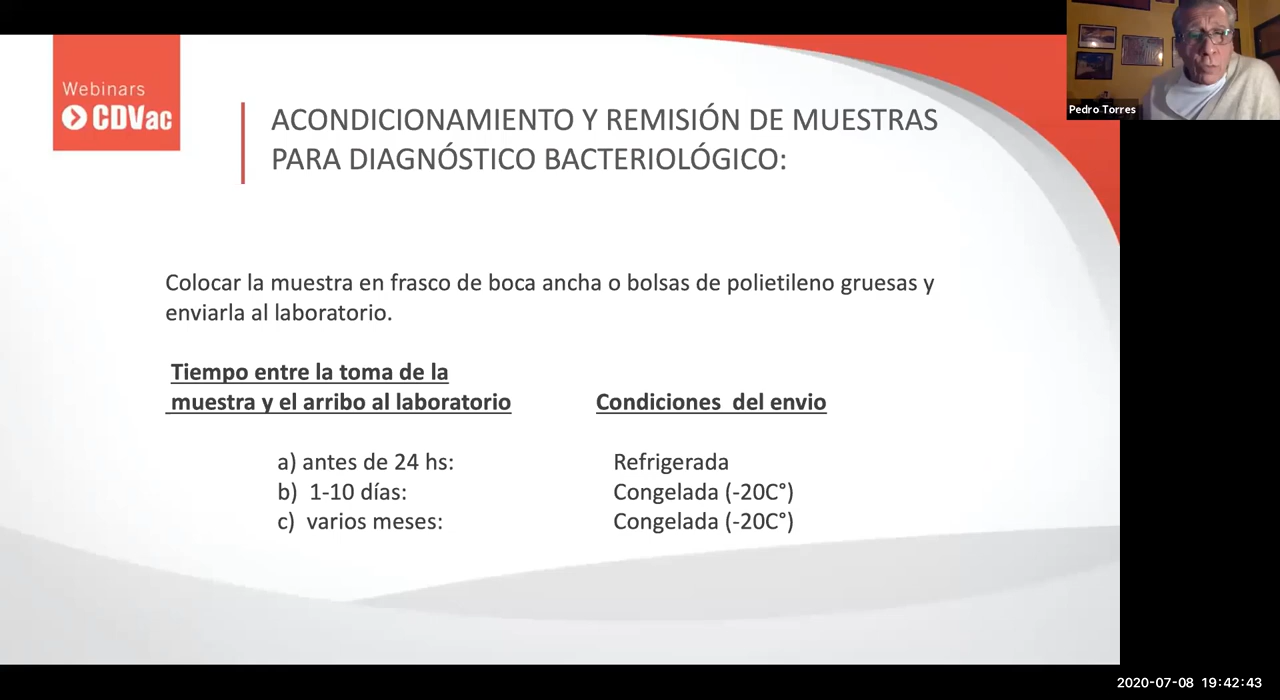 Webinars
CDVac
ACONDICIONAMIENTO Y REMISIÓN DE MUESTRAS
PARA DIAGNÓSTICO BACTERIOLÓGICO:
Pedro Torres
Colocar la muestra en frasco de boca ancha o bolsas de polietileno gruesas y
enviarla al laboratorio.
Tiempo entre la toma de la
muestra y el arribo al laboratorio Condiciones del envio
a) antes de 24 hs: Refrigerada
b) 1-10 días: Congelada (-20C°)
c) varios meses: Congelada (-20C°)
2020-07-08 19:42:43